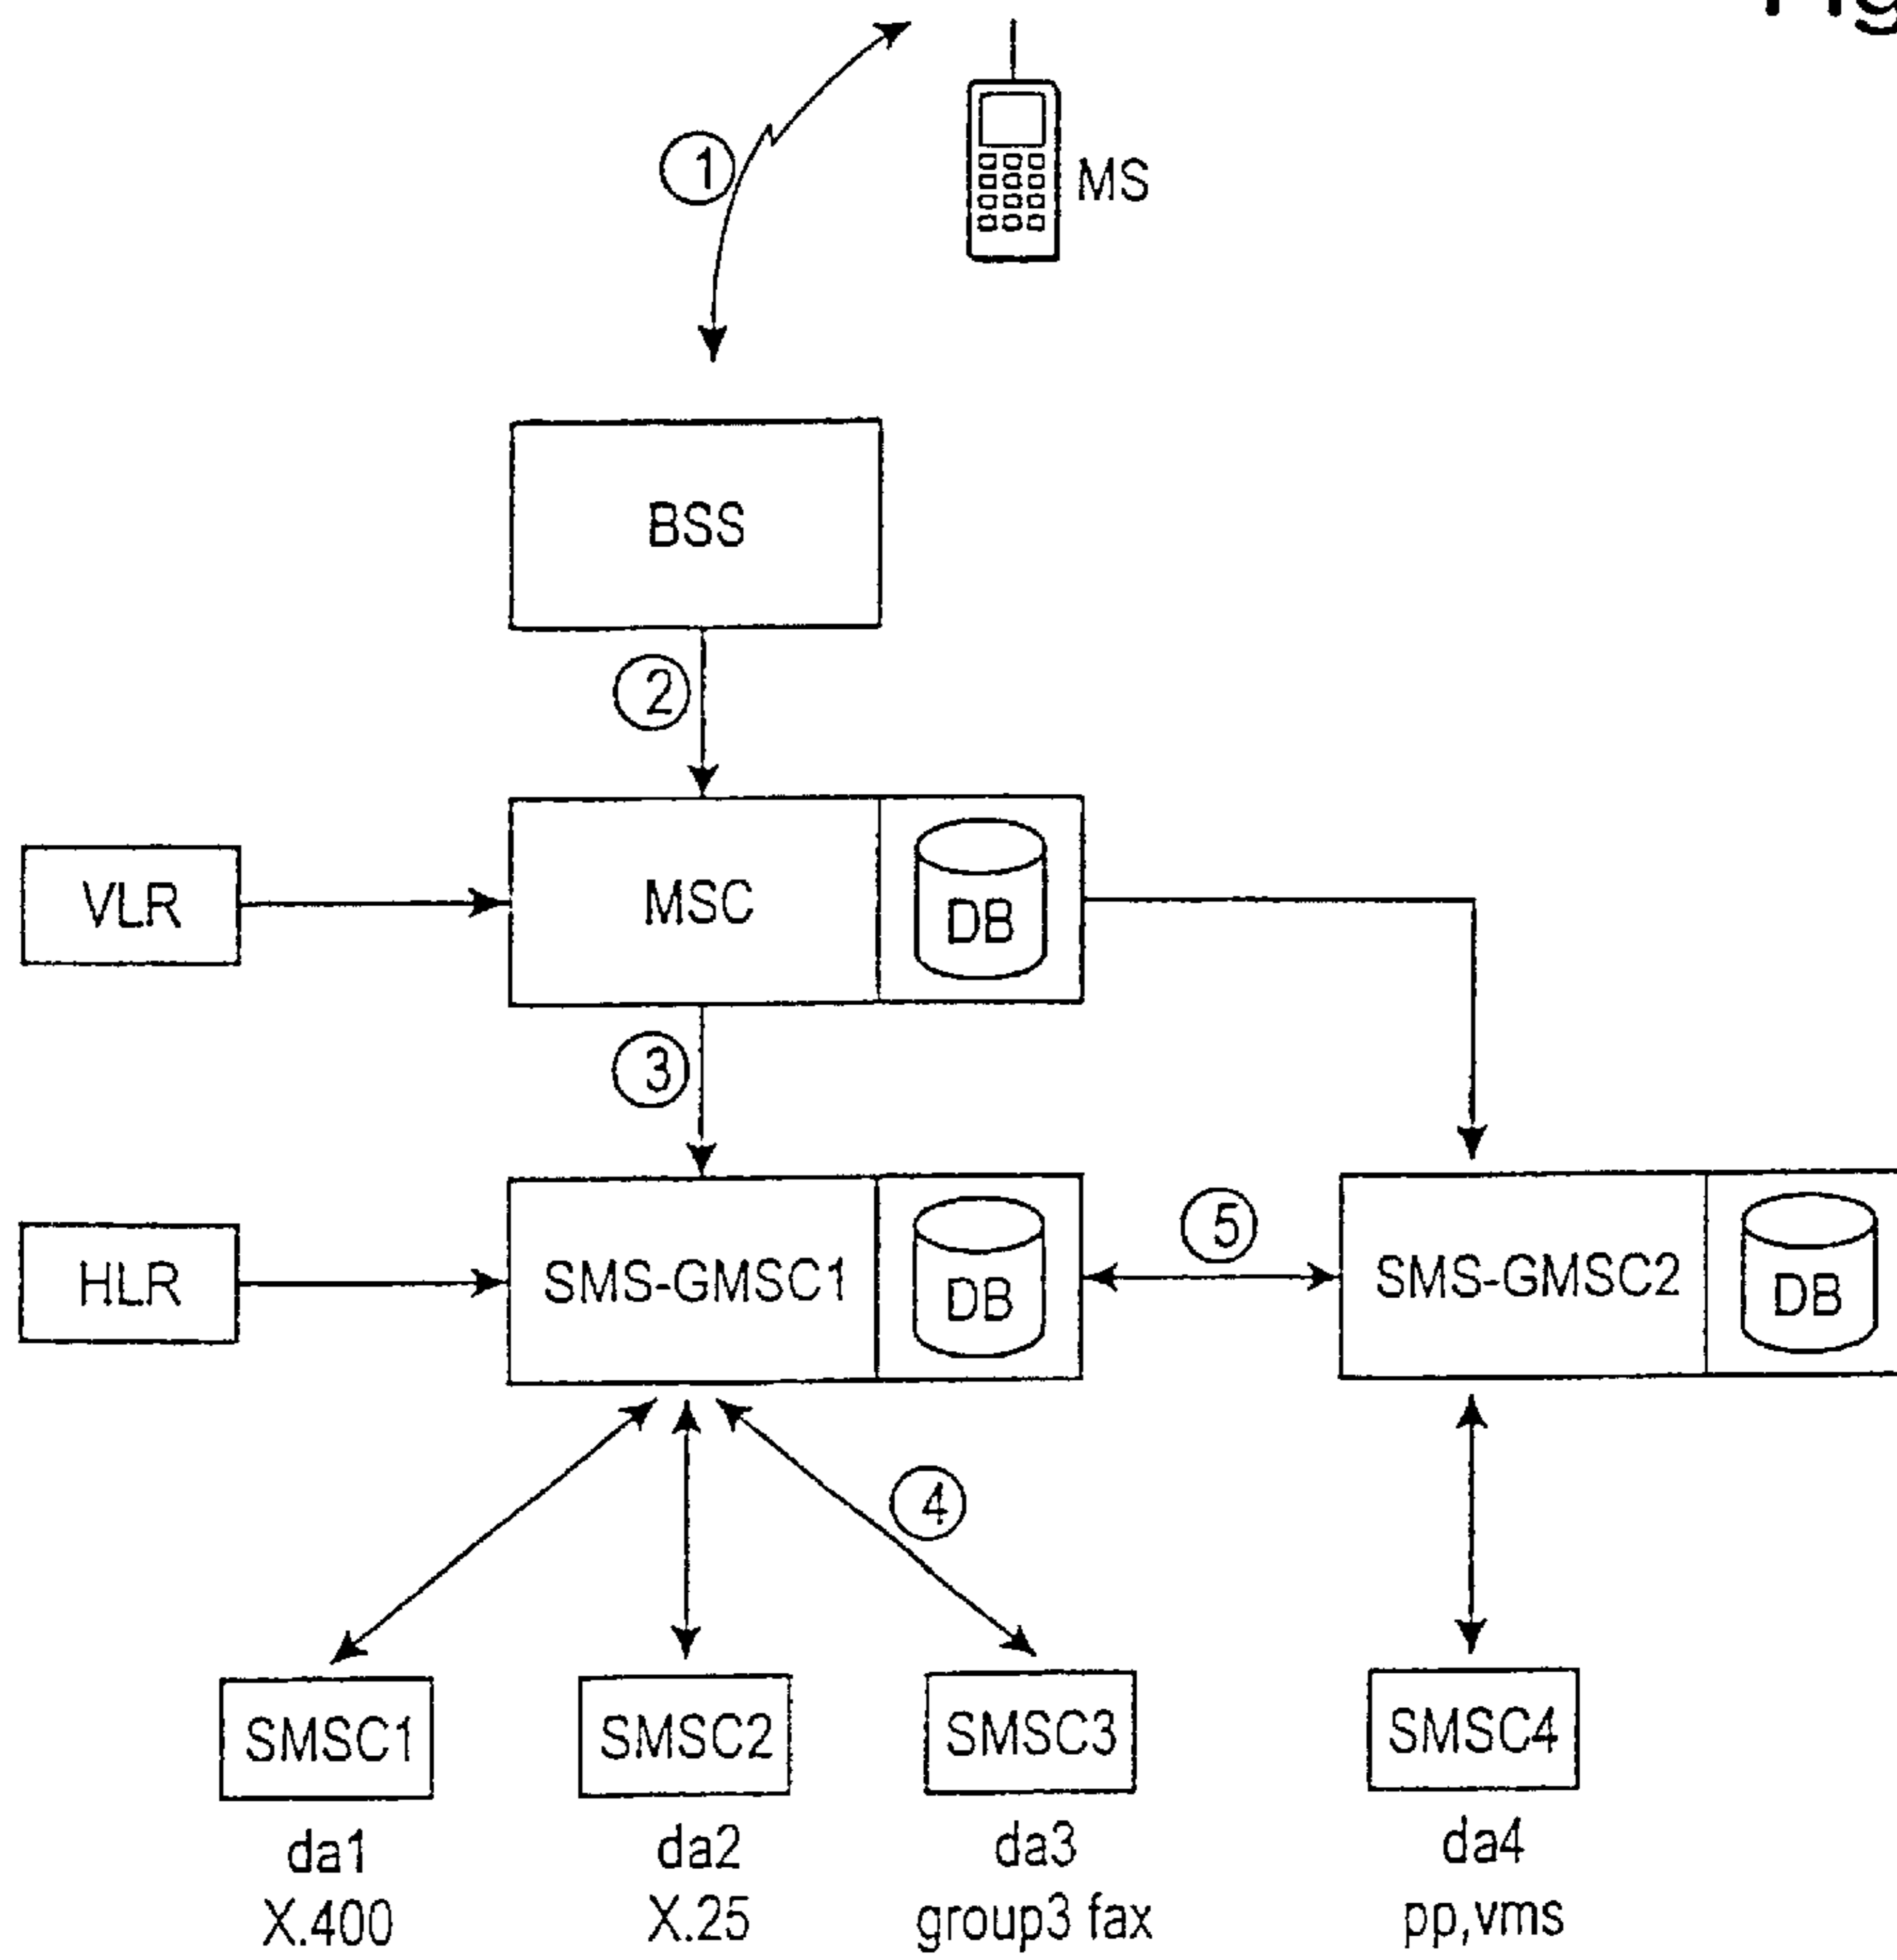 1
MS
BSS
2
VLR
MSC
DB
3
HLR
SMS-GMSC1
DB
5
SMS-GMSC2
DB
4
SMSC1
SMSC2
SMSC3
SMSC4
da1
da2
da3
da4
X.400
X.25
group3 fax
pp,vms